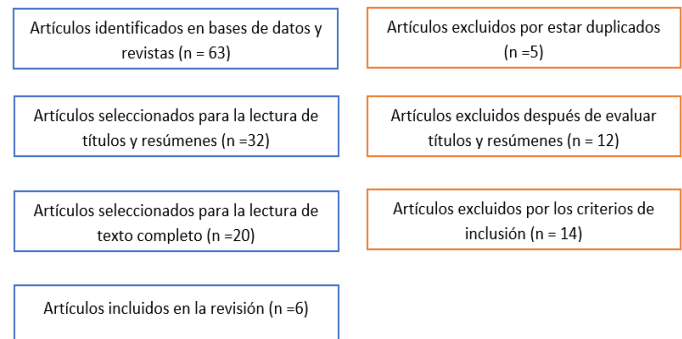 Artículos identificados en bases de datos y
revistas (n = 63)
Artículos excluidos por estar duplicados
(n =5)
Artículos seleccionados para la lectura de
títulos y resúmenes (n =32)
Artículos excluidos después de evaluar
títulos y resúmenes (n = 12)
Artículos seleccionados para la lectura de
texto completo (n =20)
Artículos excluidos por los criterios de
inclusión (n = 14)
Artículos incluidos en la revisión (n =6)